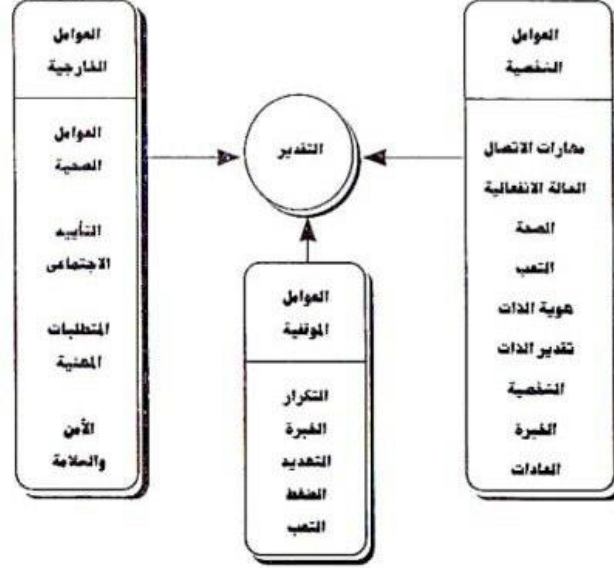 العوامل
الشخصية
مهارات الاتصال
الحالة الانفعالية
الصحة
التعب
هوية الذات
تقدير الذات
الشخصية
الخبرة
العادات
التقدير
العوامل
الموقفية
التكرار
الخبرة
التهديد
الضغط
التعب
العوامل
الخارجية
العوامل
الصحية
التأييد
الاجتماعى
المتطلبات
المهنية
الأمن
والسلامة